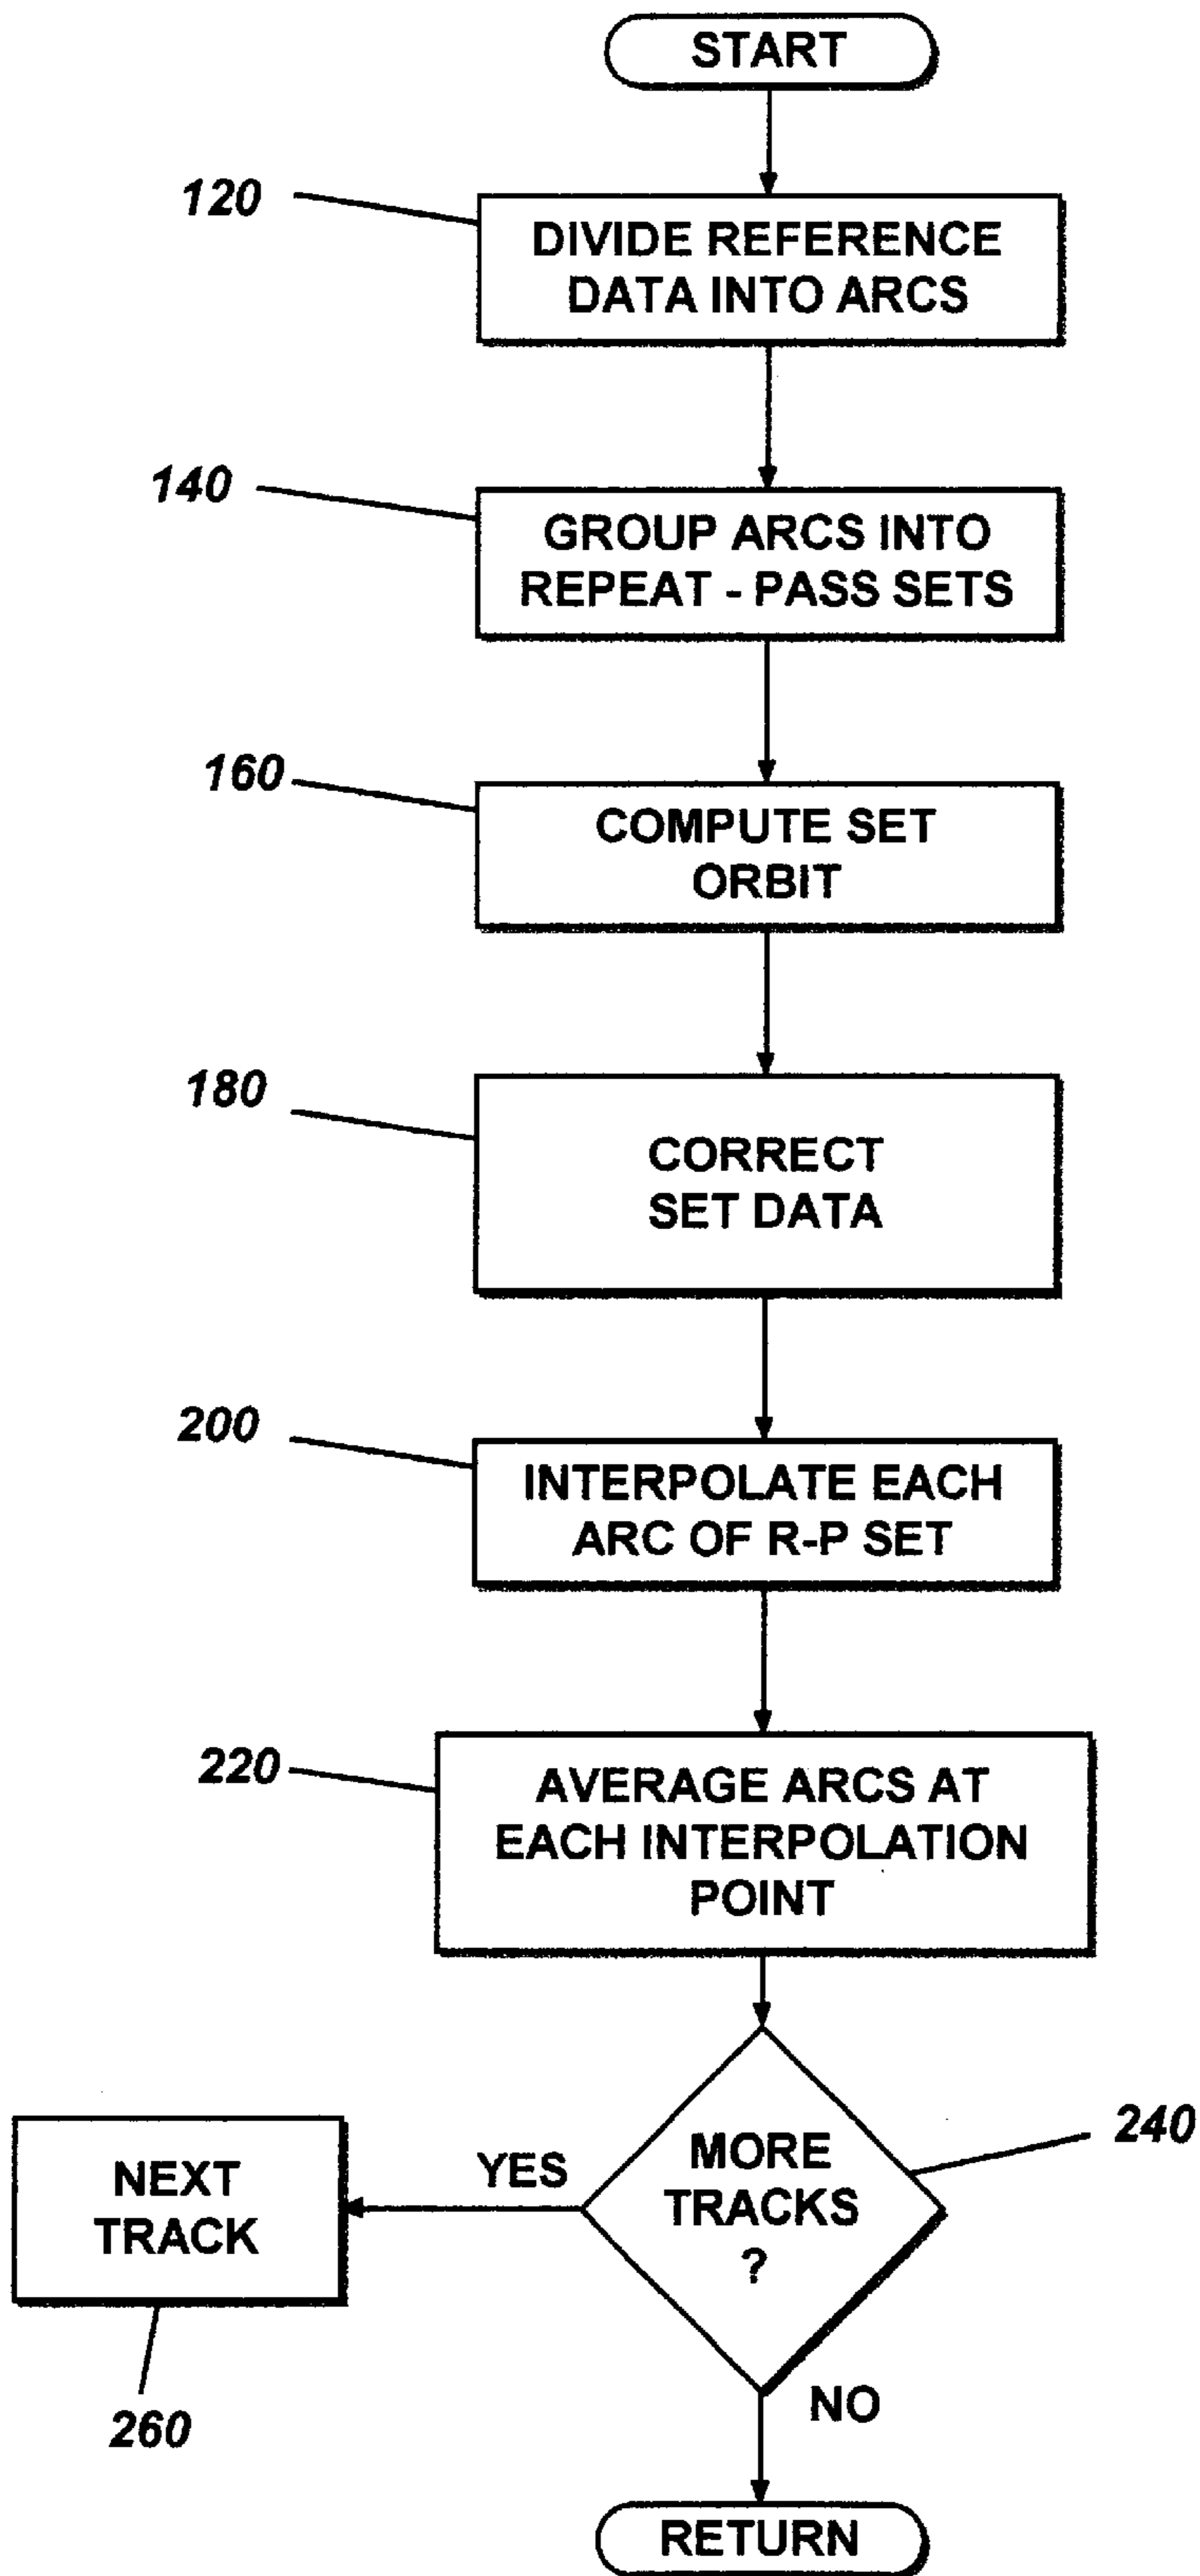 START
120
DIVIDE REFERENCE
DATA INTO ARCS
140
GROUP ARCS INTO
REPEAT - PASS SETS
160
COMPUTE SET
ORBIT
180
CORRECT
SET DATA
200
INTERPOLATE EACH
ARC OF R-P SET
220
AVERAGE ARCS AT
EACH INTERPOLATION
POINT
240
MORE
TRACKS
?
YES
NEXT
TRACK
260
NO
RETURN